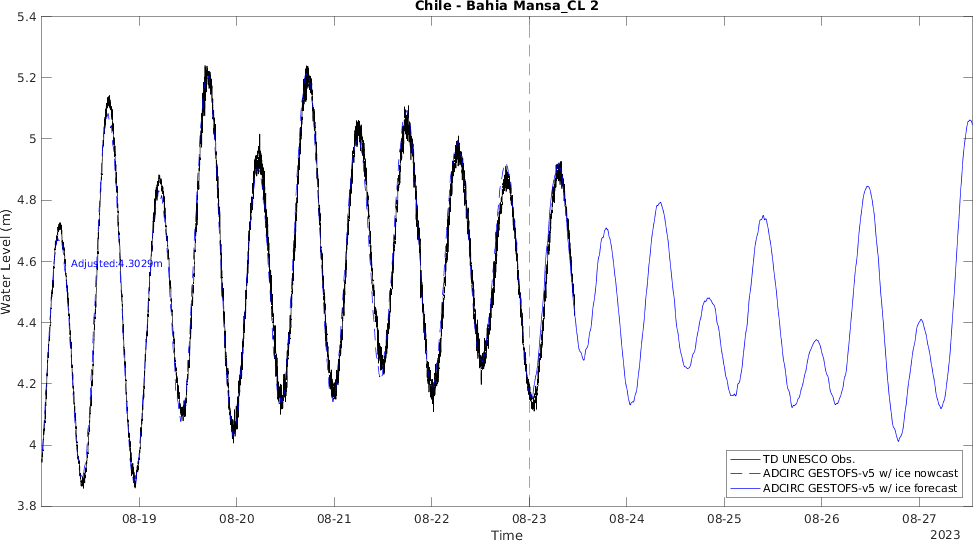 Chile - Bahia Mansa_CL 2
5.4
5.2
5
4.8
4.6
4.4
4.2
4
3.8
Water Level (m)
Adjusted:4.3029m
TD UNESCO Obs.
ADCIRC GESTOFS-v5 w/ ice nowcast
ADCIRC GESTOFS-v5 w/ ice forecast
08-19
08-20
08-21
08-22
08-23
08-24
08-25
08-26
08-27
Time
2023